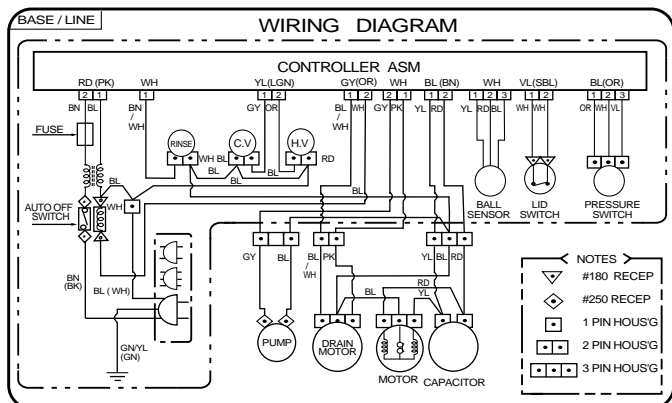 BASE / LINE
WIRING DIAGRAM
CONTROLLER ASM
RD (PK) WH YL(LGN) GY(OR) WH BL (BN) WH VL(SBL) BL(OR)
2 1 1 1 2 1 2 2 1 1 2 1 2 3 1 2 1 2 3
BN BL BN / WH GY OR BL / WH WH GY PK YL RD YL RD BL WH WH OR WH VL
FUSE
RINSE WH BL C.V H.V RD
BL BL BL
BL
AUTO OFF SWITCH WH
BALL SENSOR
LID SWITCH
PRESSURE SWITCH
GY BL BL / WH PK YL BL RD
BN (BK)
BL ( WH)
BL RD YL
GN/YL (GN)
PUMP
DRAIN MOTOR
MOTOR
CAPACITOR
NOTES
#180 RECEP
#250 RECEP
1 PIN HOUS'G
2 PIN HOUS'G
3 PIN HOUS'G